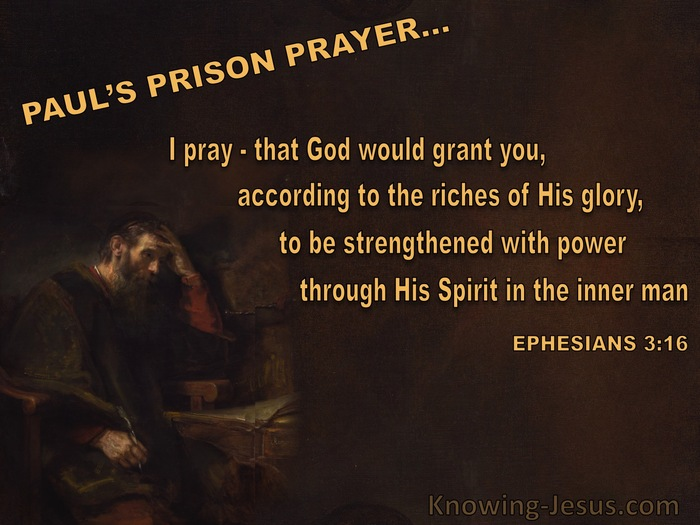 PAUL'S PRISON PRAYER...
I pray - that God would grant you,
according to the riches of His glory,
to be strengthened with power
through His Spirit in the inner man
EPHESIANS 3:16
Knowing-Jesus.com